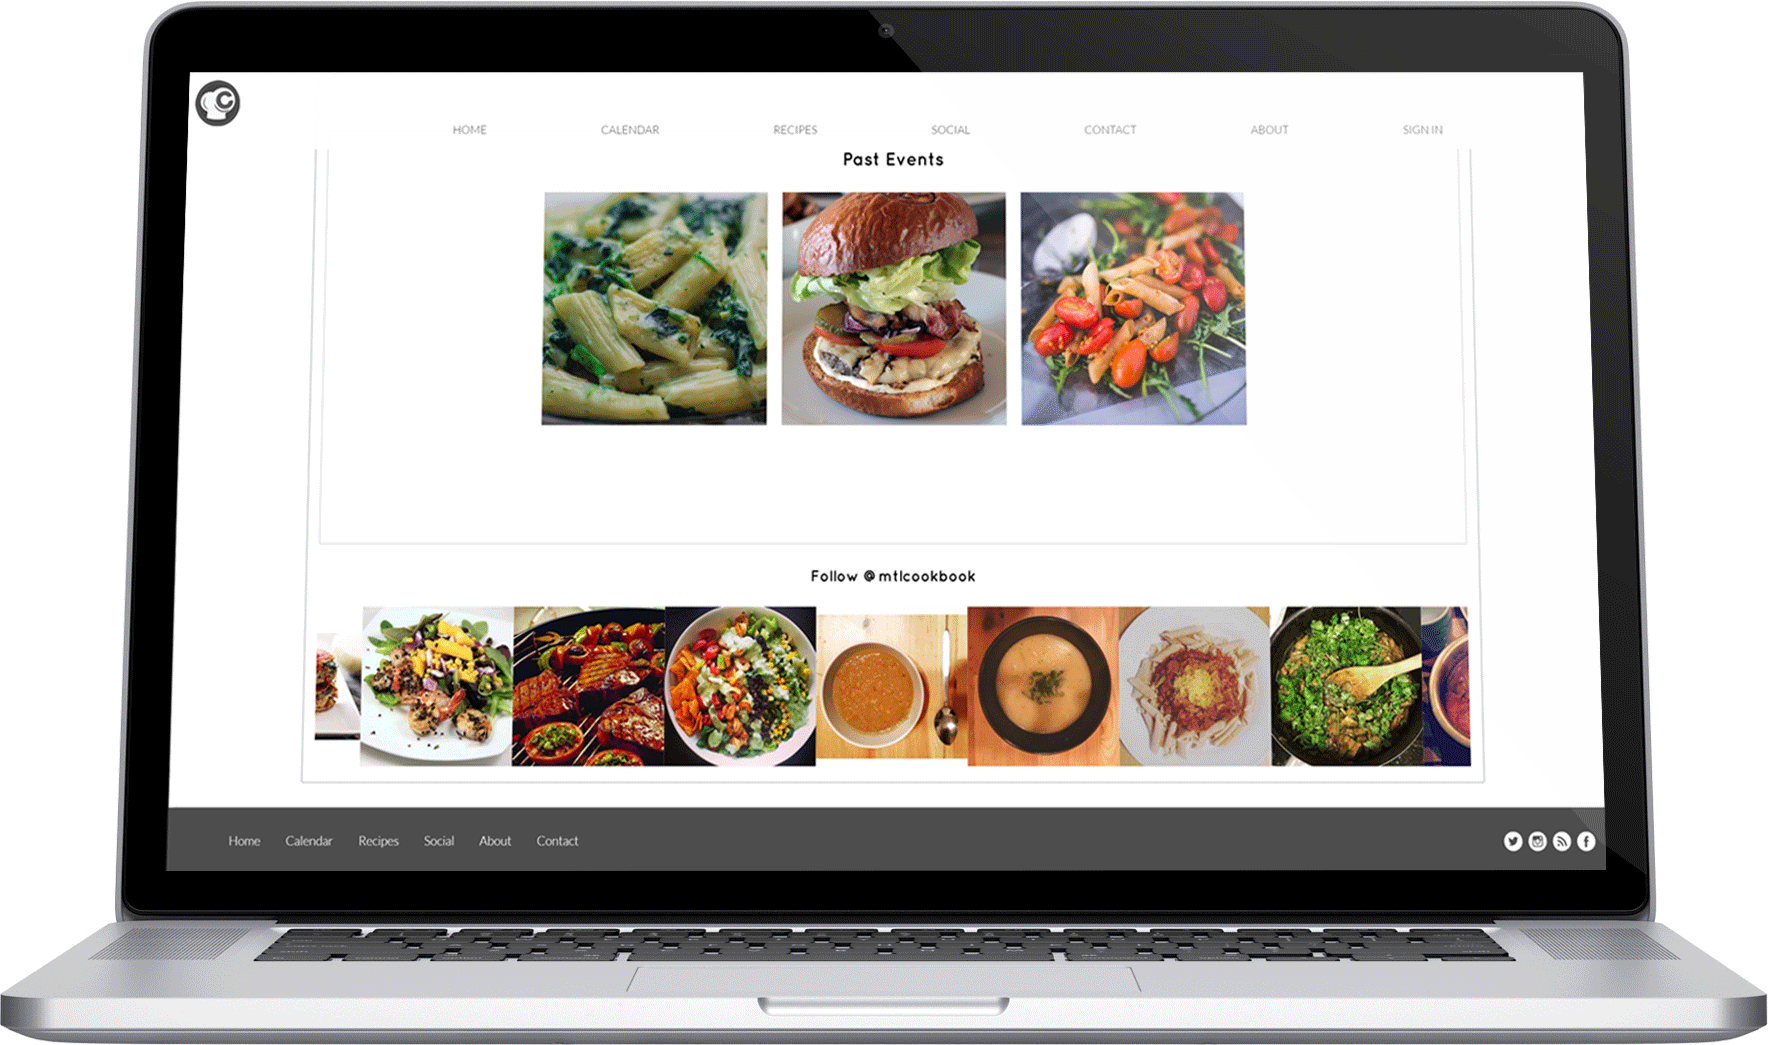 HOME CALENDAR RECIPES SOCIAL CONTACT ABOUT SIGN IN
Past Events
Follow @mtlcookbook
Home Calendar Recipes Social About Contact